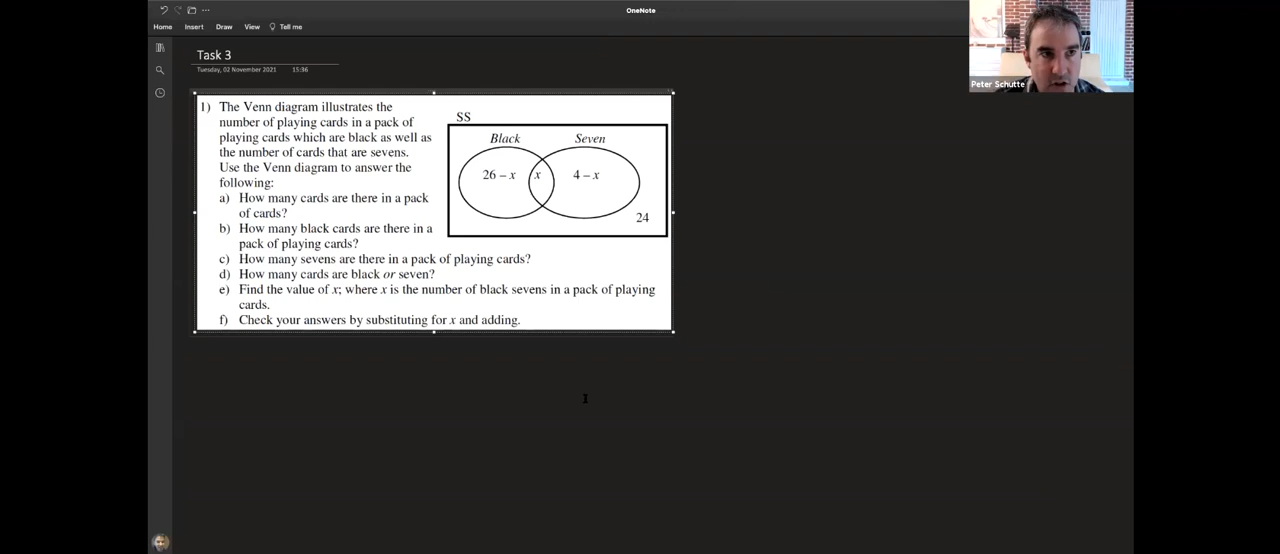 OneNote
Home Insert Draw View Tell me
Task 3
Tuesday, 02 November 2021 15:36
Peter Schutte
1) The Venn diagram illustrates the
number of playing cards in a pack of
playing cards which are black as well as
the number of cards that are sevens.
Use the Venn diagram to answer the
following:
a) How many cards are there in a pack
of cards?
b) How many black cards are there in a
pack of playing cards?
c) How many sevens are there in a pack of playing cards?
d) How many cards are black or seven?
e) Find the value of x; where x is the number of black sevens in a pack of playing
cards.
f) Check your answers by substituting for x and adding.
SS
Black Seven
26 – x x 4 – x
24